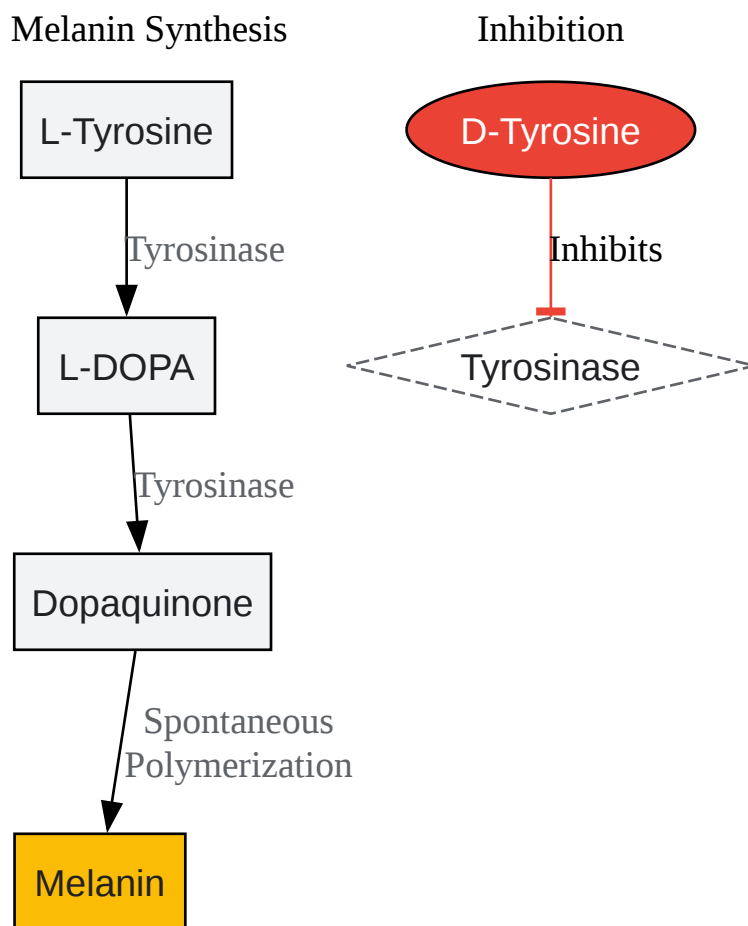 Melanin Synthesis
Inhibition
L-Tyrosine
D-Tyrosine
Tyrosinase
Inhibits
L-DOPA
Tyrosinase
Tyrosinase
Dopaquinone
Spontaneous
Polymerization
Melanin